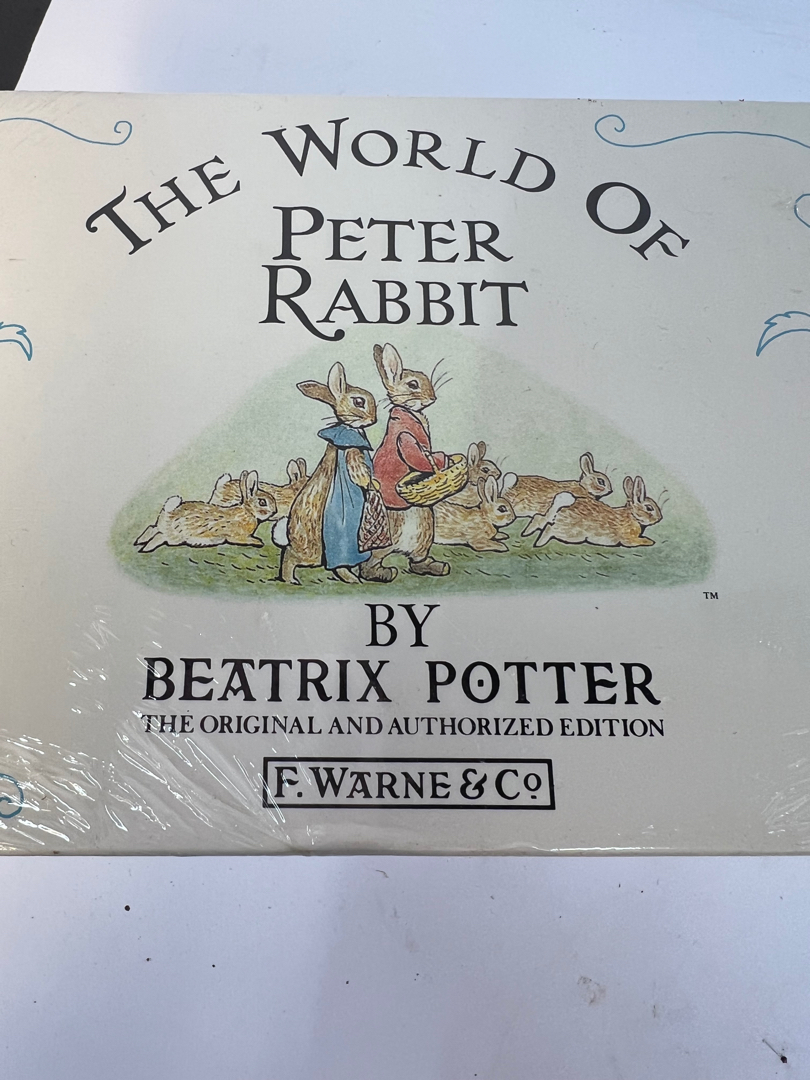 THE WORLD OF
PETER
RABBIT
TM
BY
BEATRIX POTTER
THE ORIGINAL AND AUTHORIZED EDITION
F. WARNE & Co